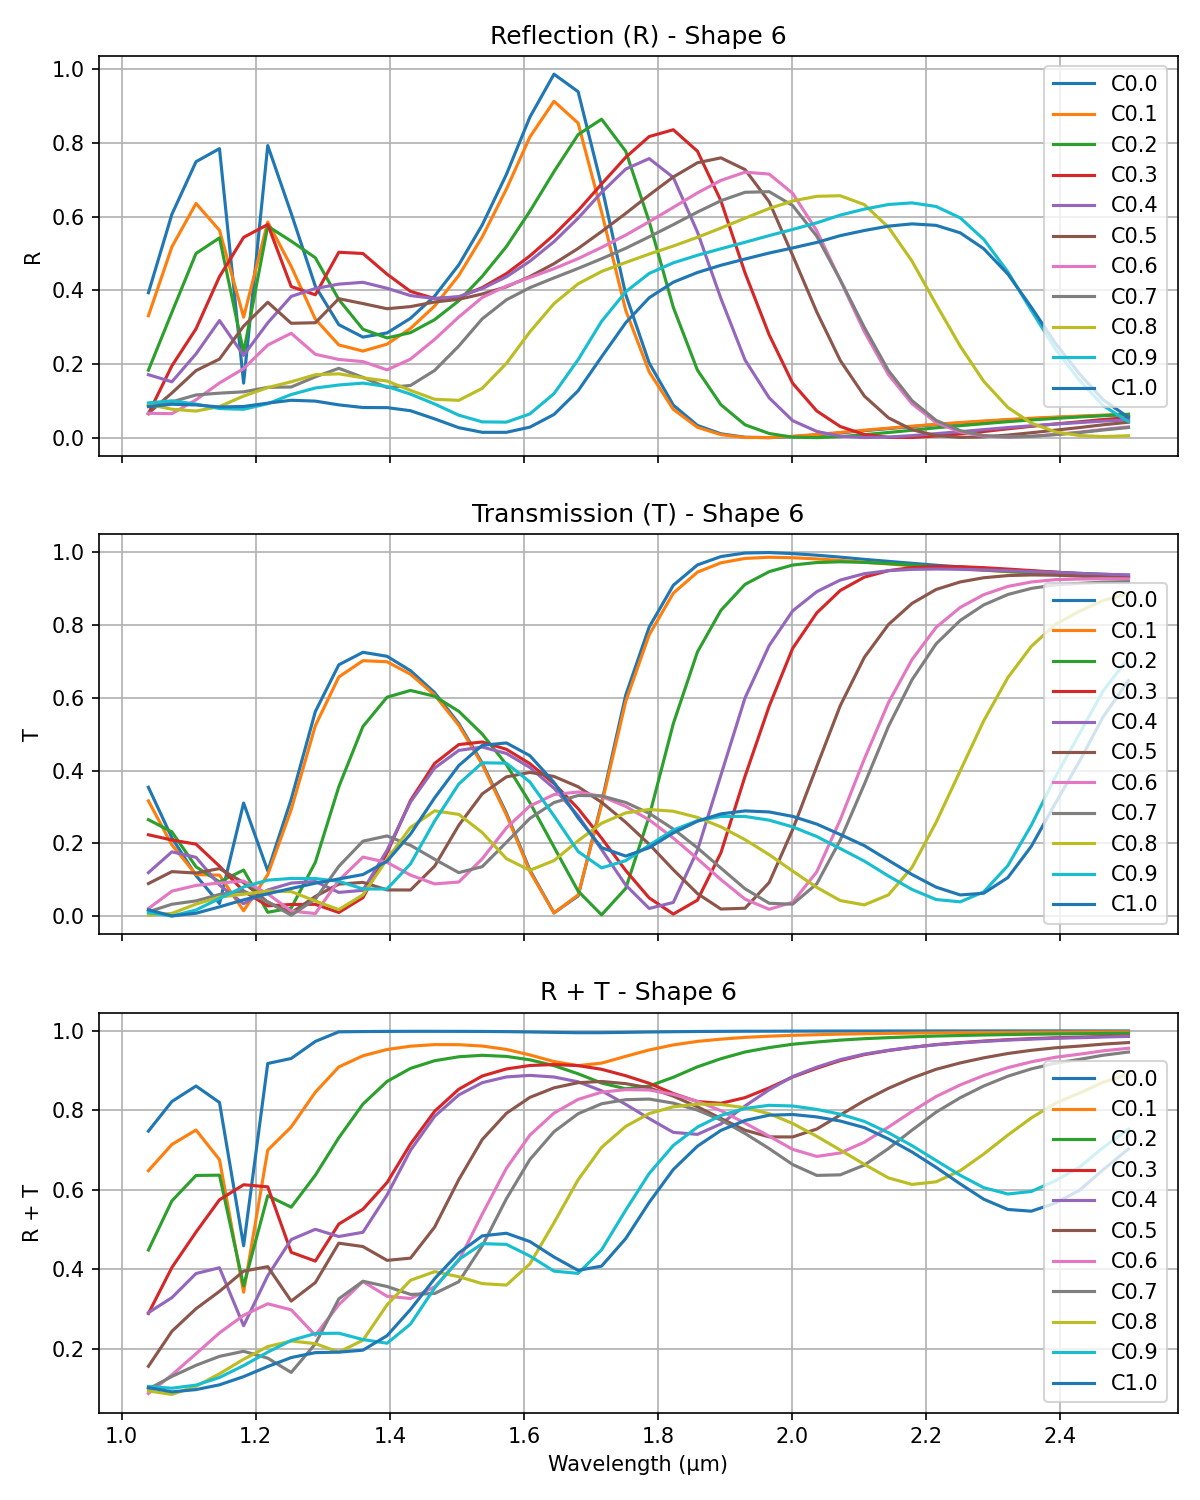 Reflection (R) - Shape 6
1.0
0.8
0.6
0.4
0.2
0.0
R
C0.0
C0.1
C0.2
C0.3
C0.4
C0.5
C0.6
C0.7
C0.8
C0.9
C1.0
Transmission (T) - Shape 6
1.0
0.8
0.6
0.4
0.2
0.0
T
C0.0
C0.1
C0.2
C0.3
C0.4
C0.5
C0.6
C0.7
C0.8
C0.9
C1.0
R + T - Shape 6
1.0
0.8
0.6
0.4
0.2
R + T
C0.0
C0.1
C0.2
C0.3
C0.4
C0.5
C0.6
C0.7
C0.8
C0.9
C1.0
1.0 1.2 1.4 1.6 1.8 2.0 2.2 2.4
Wavelength (μm)